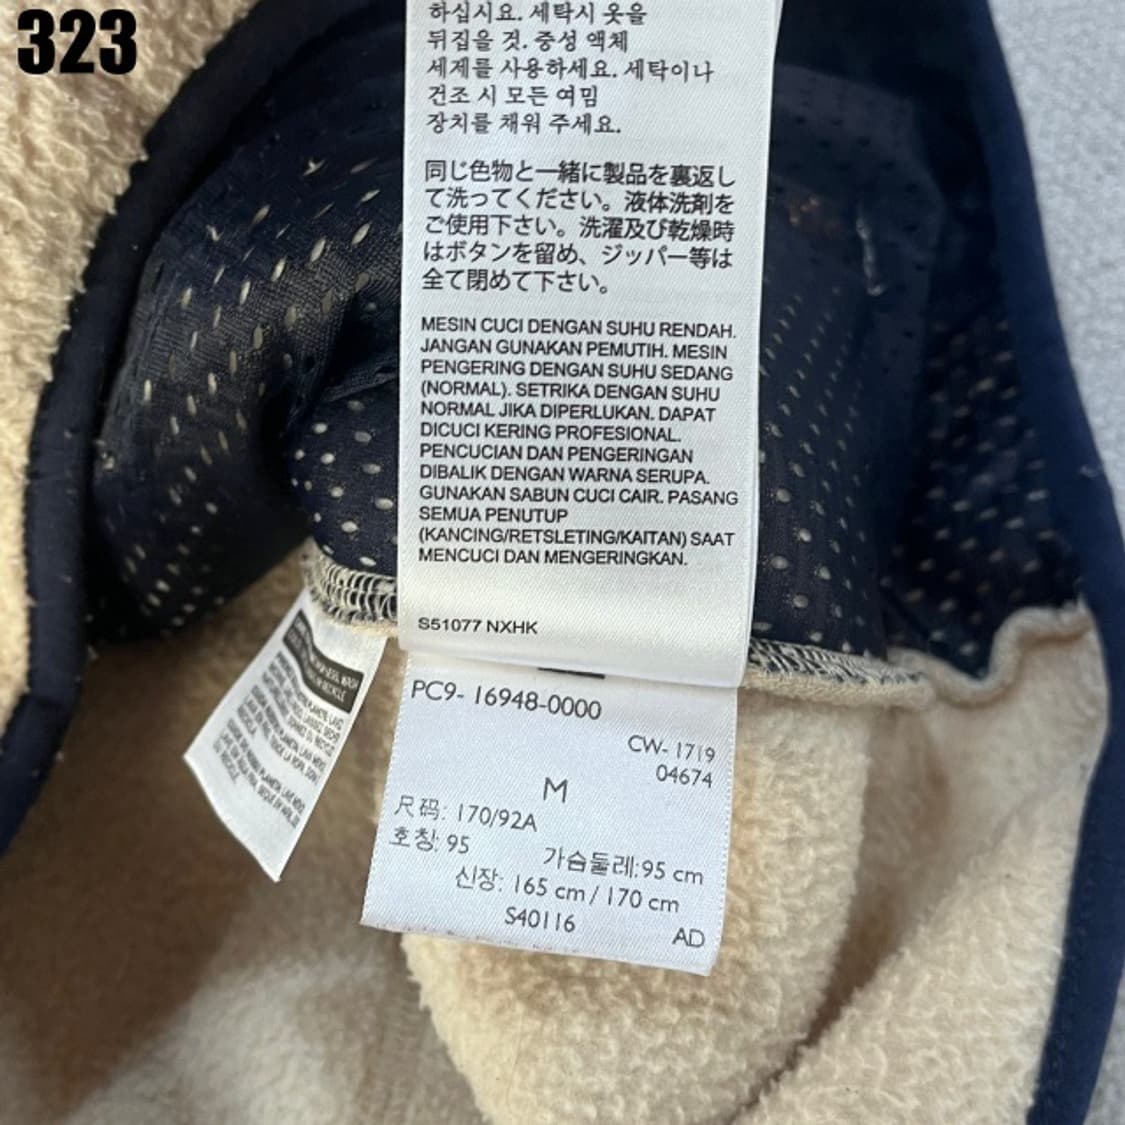 323
하십시요. 세탁시 옷을
뒤집을 것. 중성 액체
세제를 사용하세요. 세탁이나
건조 시 모든 여밈
장치를 채워 주세요.
同じ色物と一緒に製品を裏返し
て洗ってください。液体洗剤を
ご使用下さい。洗濯及び乾燥時
はボタンを留め、ジッパー等は
全て閉めて下さい。
MESIN CUCI DENGAN SUHU RENDAH.
JANGAN GUNAKAN PEMUTIH. MESIN
PENGERING DENGAN SUHU SEDANG
(NORMAL). SETRIKA DENGAN SUHU
NORMAL JIKA DIPERLUKAN. DAPAT
DICUCI KERING PROFESIONAL.
PENCUCIAN DAN PENGERINGAN
DIBALIK DENGAN WARNA SERUPA.
GUNAKAN SABUN CUCI CAIR. PASANG
SEMUA PENUTUP
(KANCING/RETSLETING/KAITAN) SAAT
MENCUCI DAN MENGERINGKAN.
S51077 NXHK
PC9- 16948-0000
CW- 1719
04674
M
尺码: 170/92A
호칭: 95
가슴둘레:95 cm
신장: 165 cm / 170 cm
S40116
AD